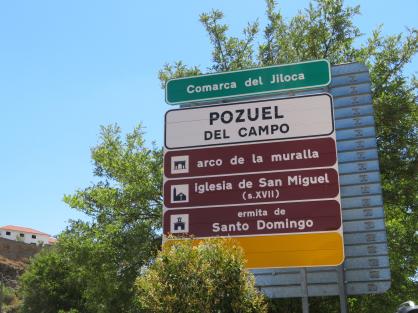 Comarca del Jiloca
POZUEL
DEL CAMPO
arco de la muralla
Iglesia de San Miguel
(s.XVII)
ermita de
Santo Domingo